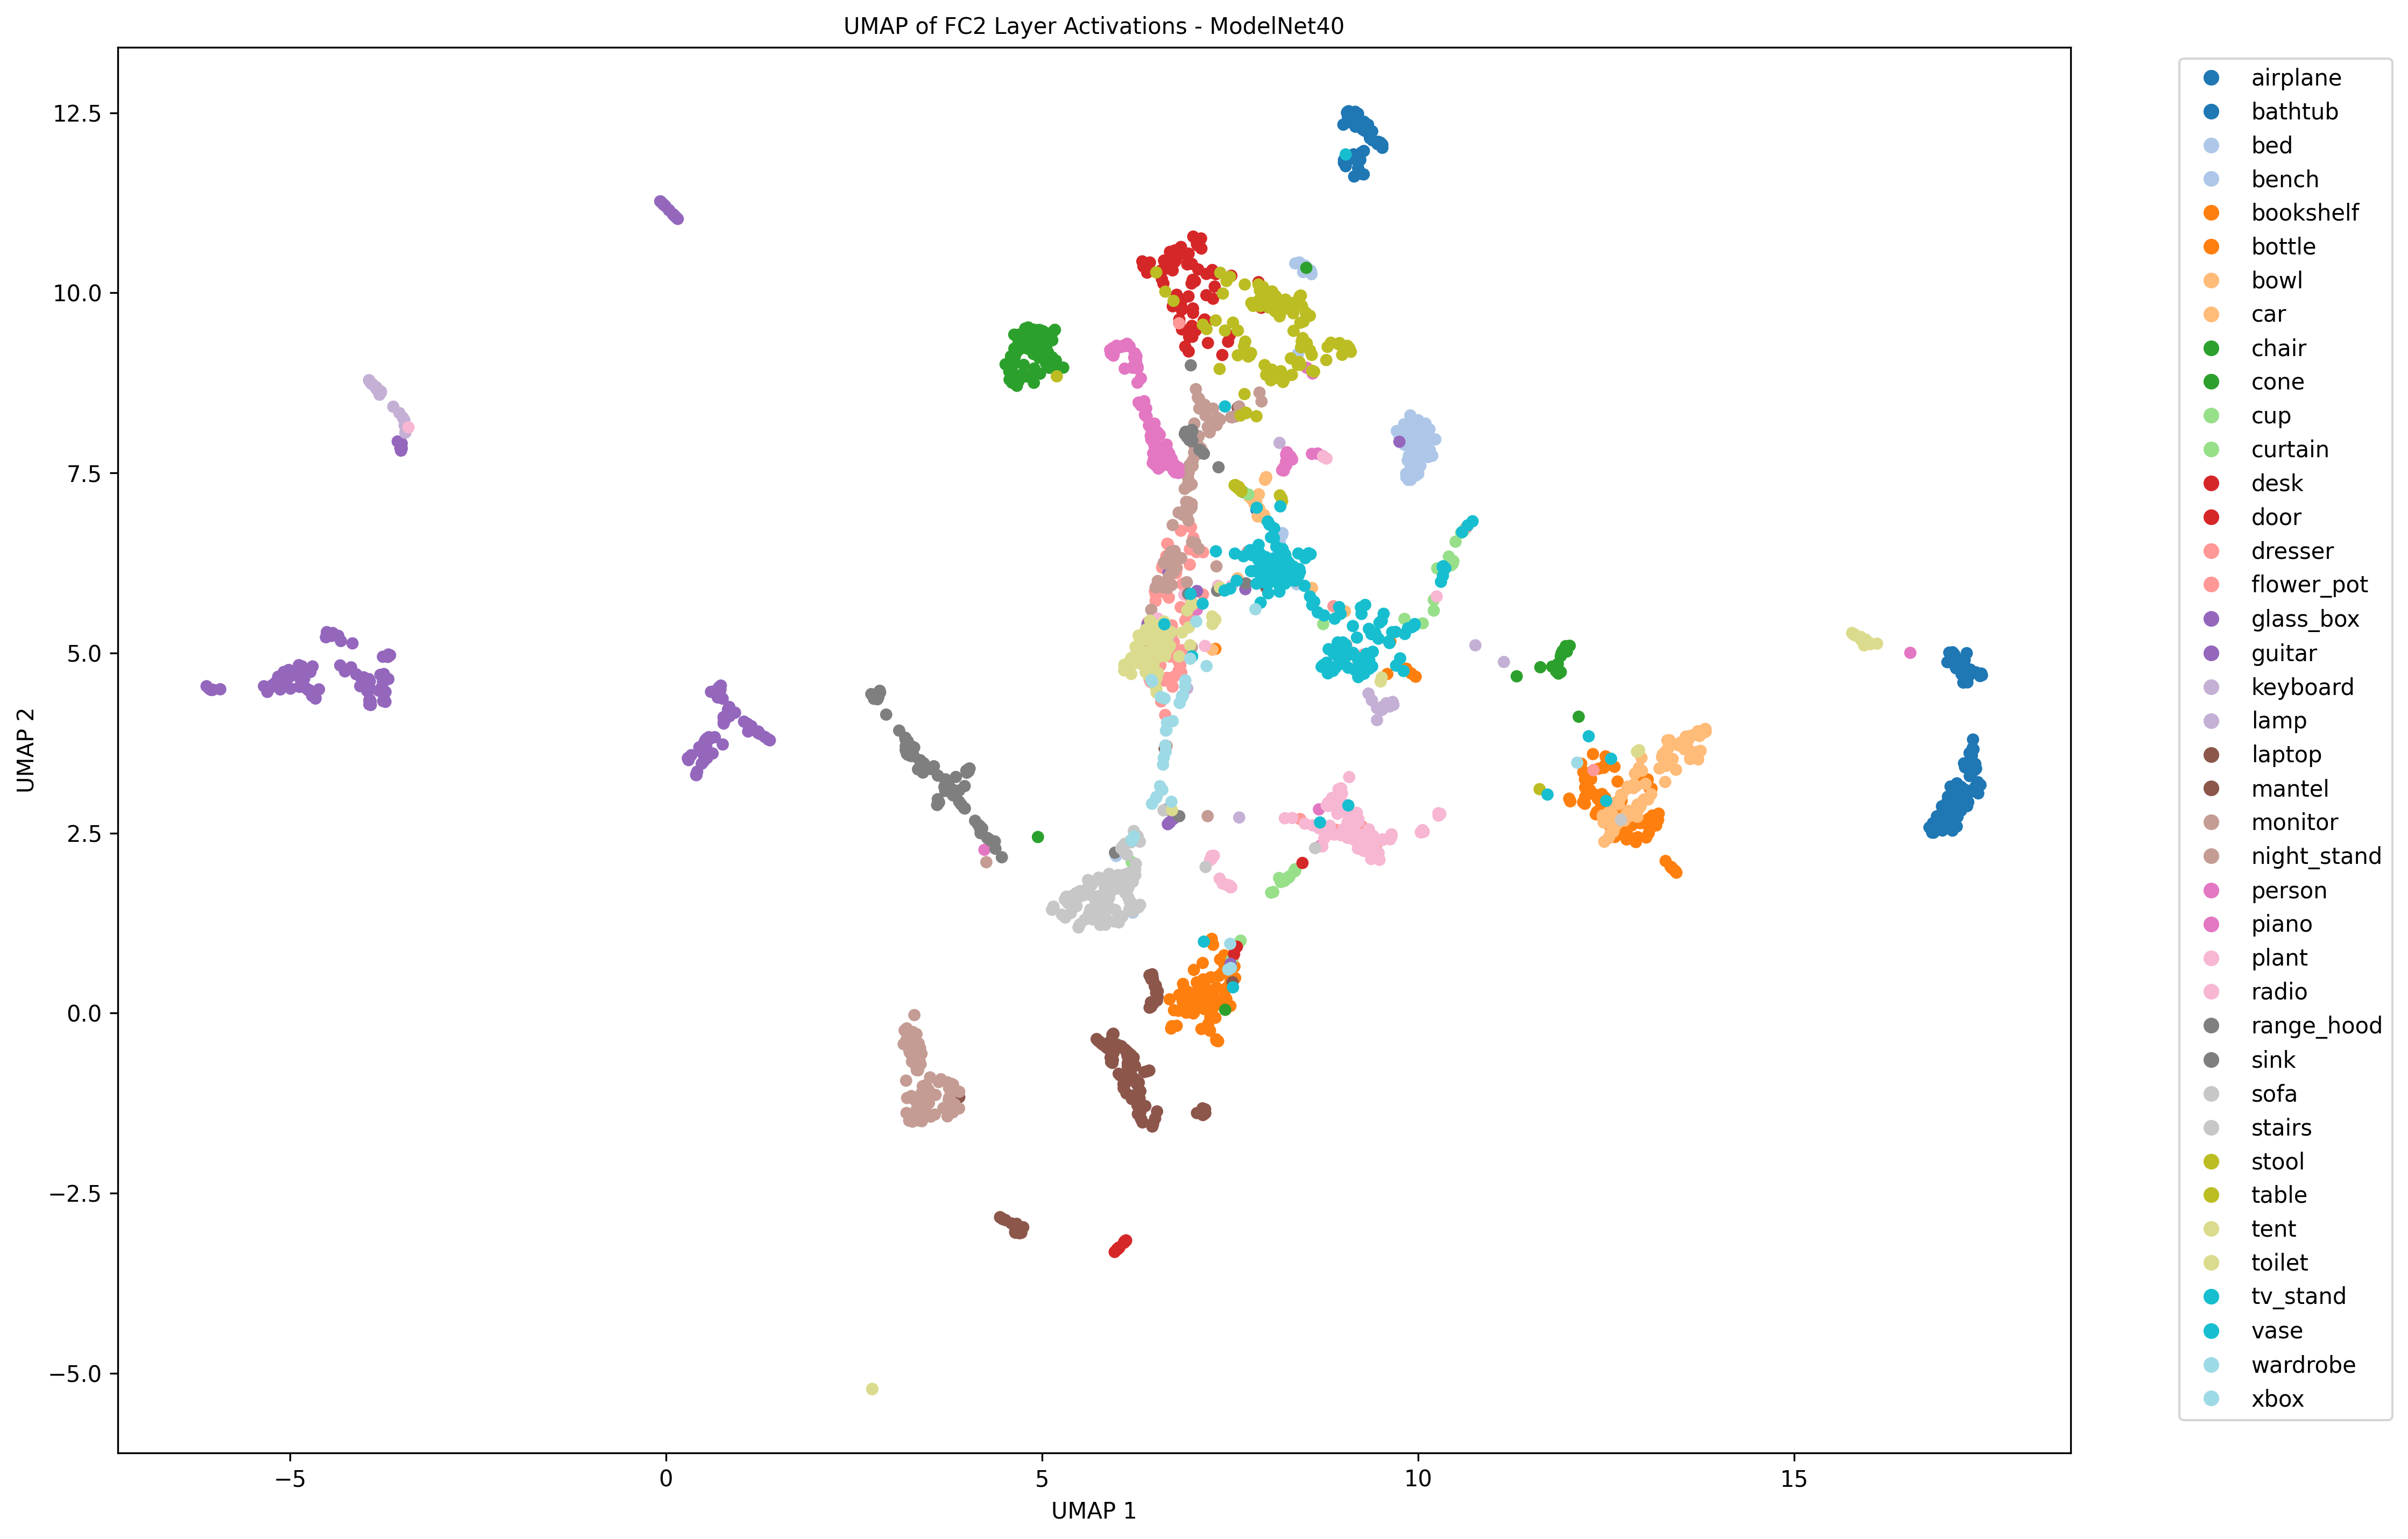 UMAP of FC2 Layer Activations - ModelNet40
12.5
10.0
7.5
5.0
2.5
0.0
−2.5
−5.0
UMAP 2
−5
0
5
10
15
UMAP 1
airplane
bathtub
bed
bench
bookshelf
bottle
bowl
car
chair
cone
cup
curtain
desk
door
dresser
flower_pot
glass_box
guitar
keyboard
lamp
laptop
mantel
monitor
night_stand
person
piano
plant
radio
range_hood
sink
sofa
stairs
stool
table
tent
toilet
tv_stand
vase
wardrobe
xbox